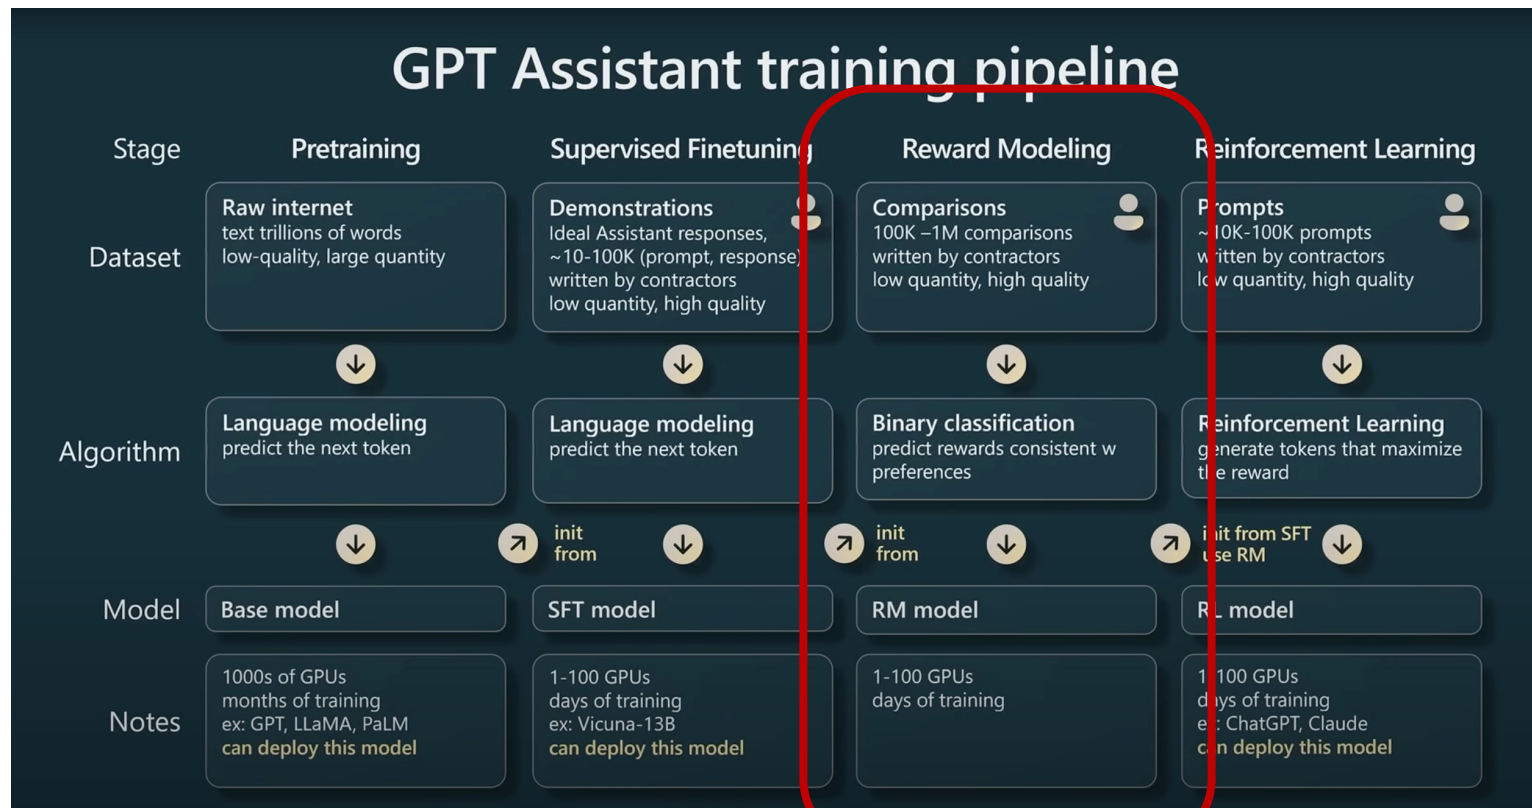 GPT Assistant training pipeline
Stage
Pretraining
Supervised Finetuning
Reward Modeling
Reinforcement Learning
Dataset
Raw internet
text trillions of words
low-quality, large quantity
Demonstrations
Ideal Assistant responses,
~10-100K (prompt, response)
written by contractors
low quantity, high quality
Comparisons
100K –1M comparisons
written by contractors
low quantity, high quality
Prompts
~10K-100K prompts
written by contractors
low quantity, high quality
Algorithm
Language modeling
predict the next token
Language modeling
predict the next token
Binary classification
predict rewards consistent w
preferences
Reinforcement Learning
generate tokens that maximize
the reward
init
from
init
from
init from SFT
use RM
Model
Base model
SFT model
RM model
RL model
Notes
1000s of GPUs
months of training
ex: GPT, LLaMA, PaLM
can deploy this model
1-100 GPUs
days of training
ex: Vicuna-13B
can deploy this model
1-100 GPUs
days of training
1-100 GPUs
days of training
ex: ChatGPT, Claude
can deploy this model